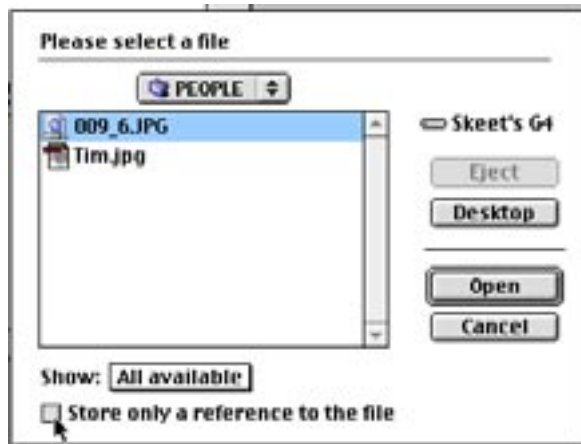 Please select a file
PEOPLE
009_6.JPG
Tim.jpg
Skeet's G4
Eject
Desktop
Open
Cancel
Show: All available
Store only a reference to the file